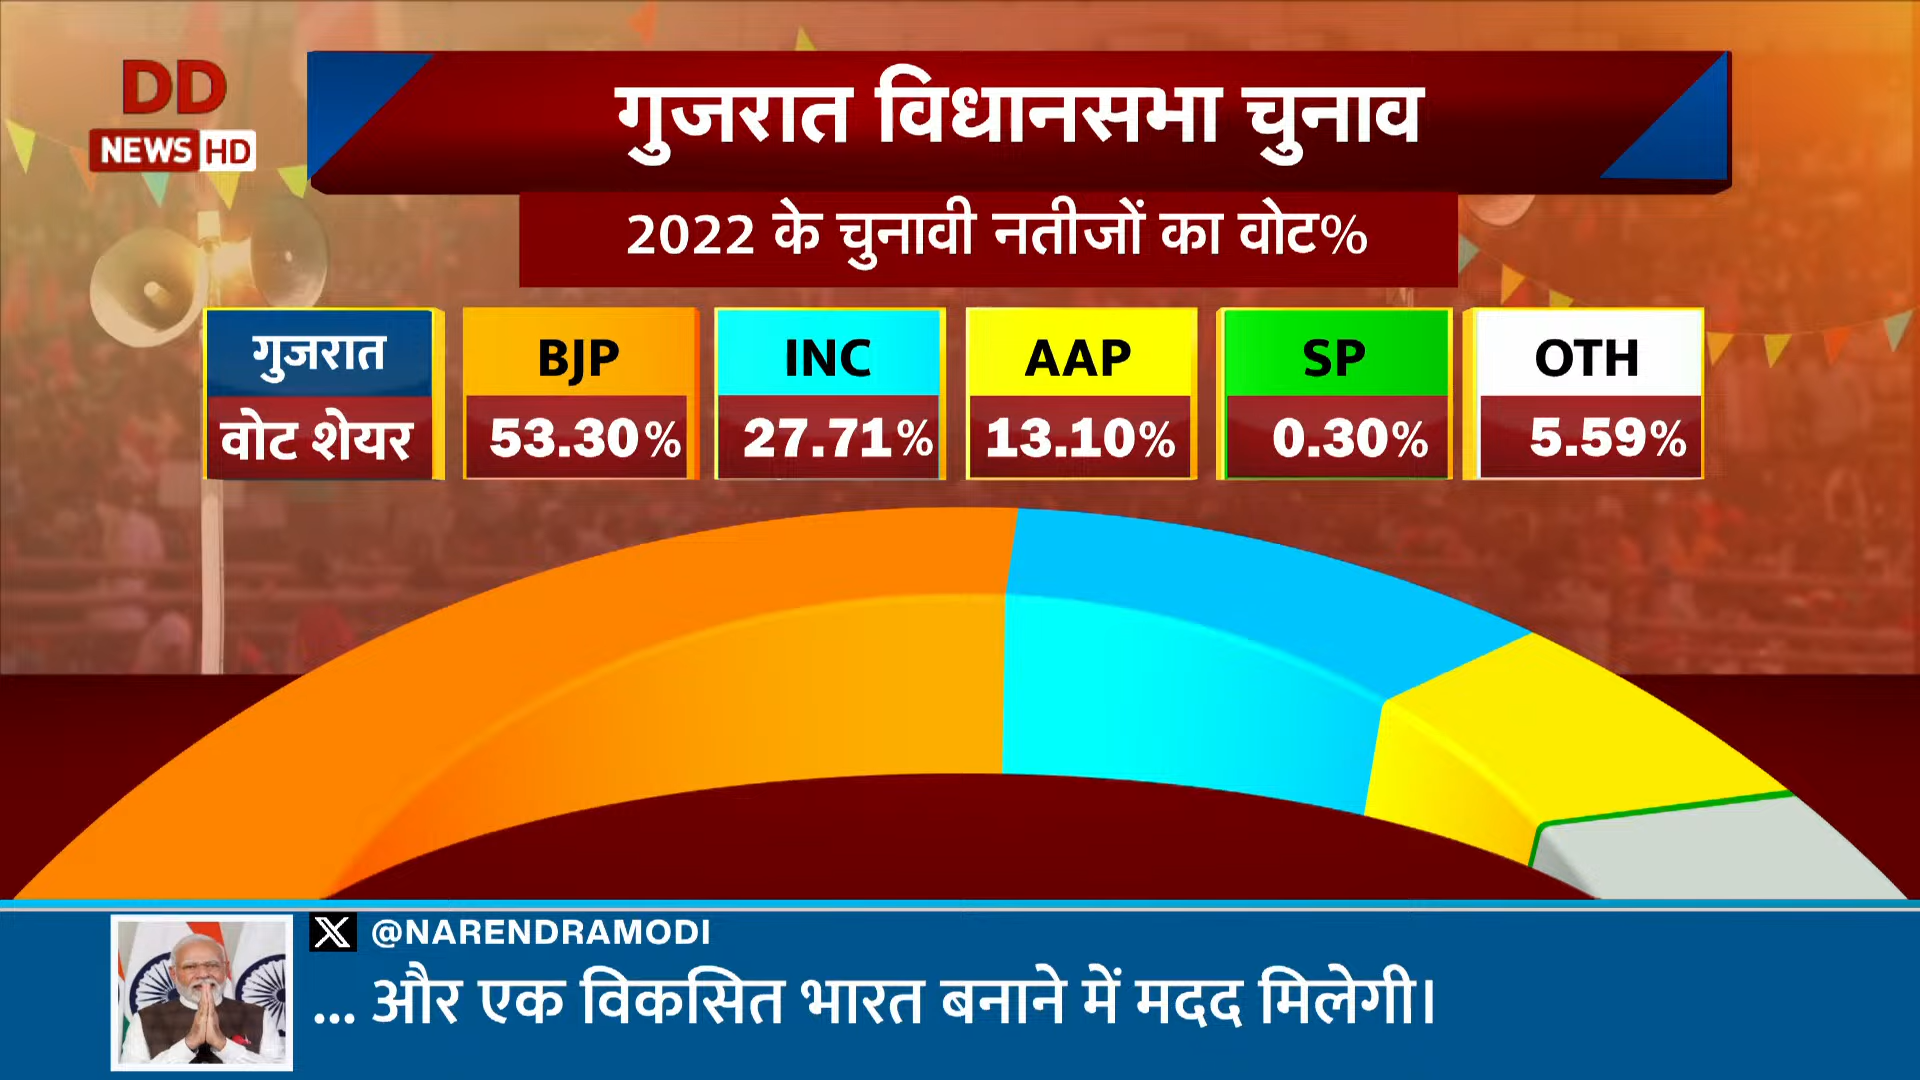 DD
NEWS HD
गुजरात विधानसभा चुनाव
2022 के चुनावी नतीजों का वोट%
गुजरात BJP INC AAP SP OTH
वोट शेयर 53.30% 27.71% 13.10% 0.30% 5.59%
X @NARENDRAMODI
... और एक विकसित भारत बनाने में मदद मिलेगी।